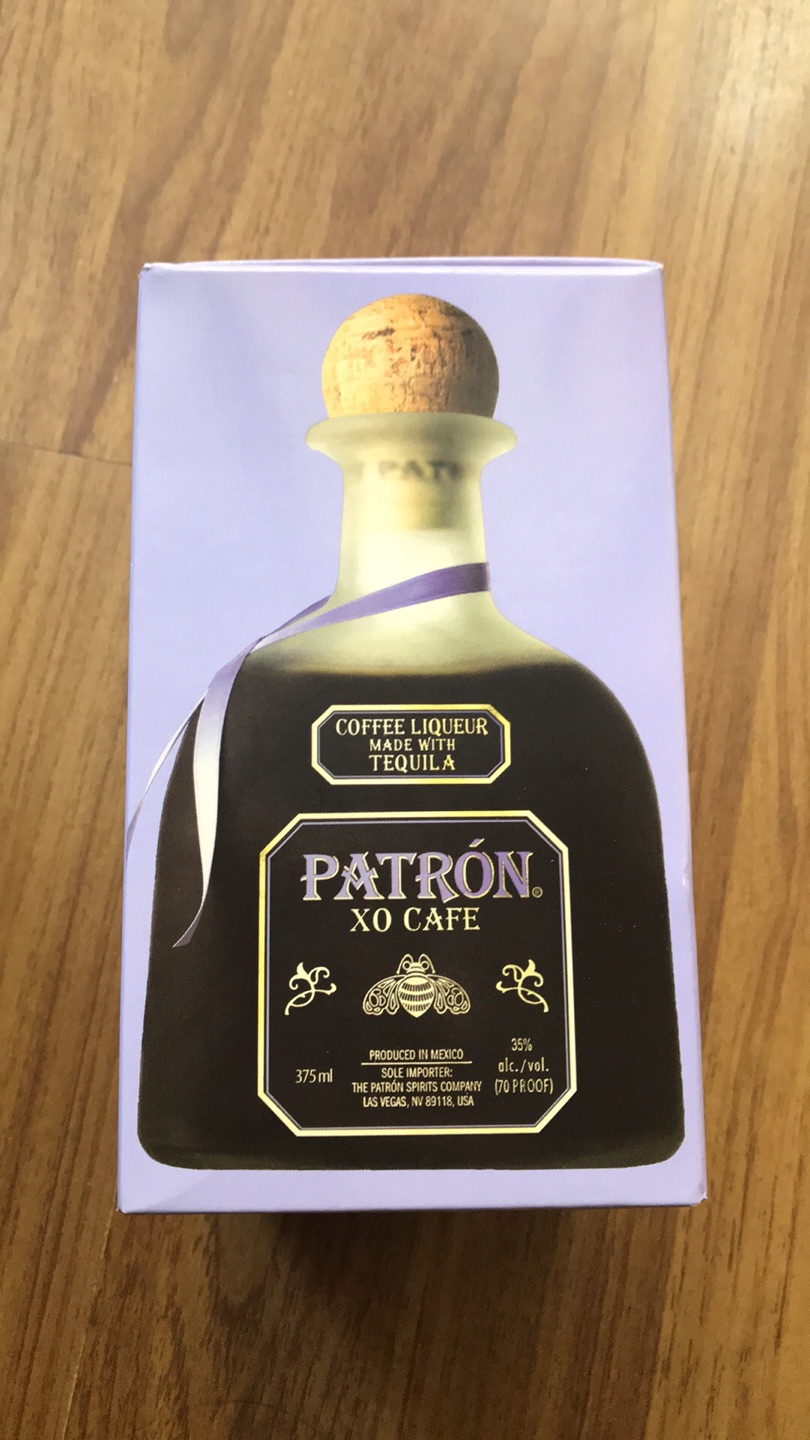 PATR
COFFEE LIQUEUR
MADE WITH
TEQUILA
PATRÓN®
XO CAFE
375 ml
PRODUCED IN MEXICO
SOLE IMPORTER:
THE PATRÓN SPIRITS COMPANY
LAS VEGAS, NV 89118, USA
35%
alc./vol.
(70 PROOF)